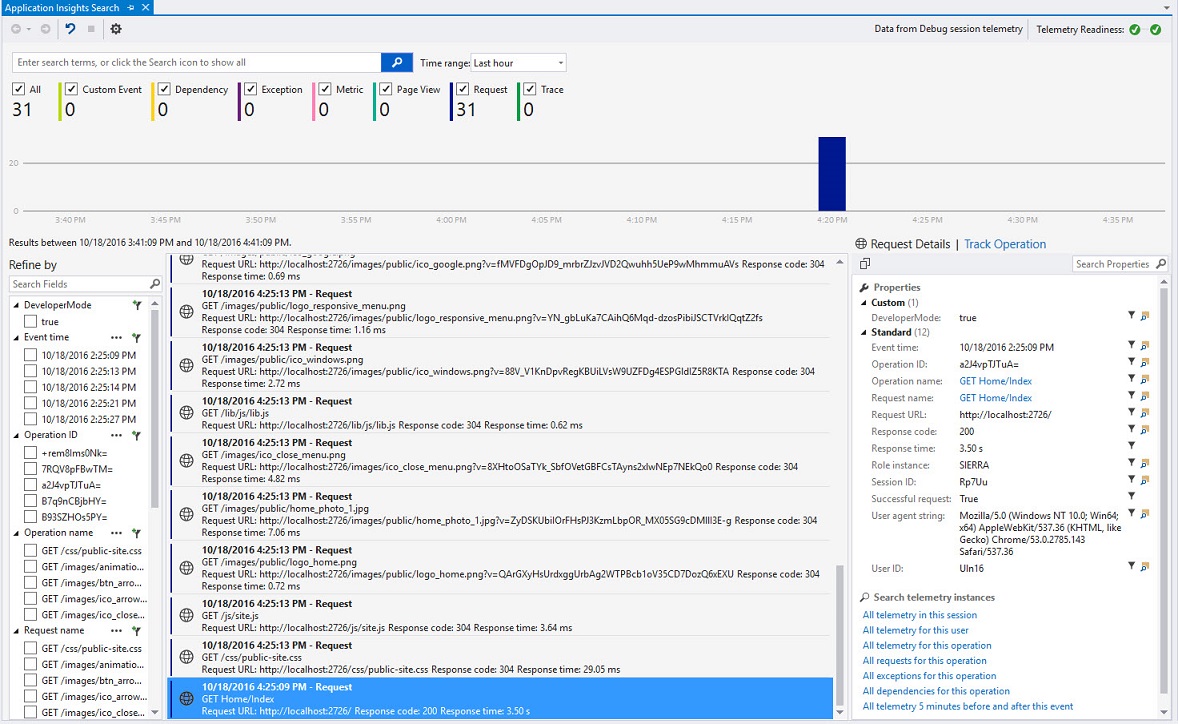 Application Insights Search
Data from Debug session telemetry
Telemetry Readiness:
Enter search terms, or click the Search icon to show all
Time range: Last hour
All Custom Event Dependency Exception Metric Page View Request Trace
31 0 0 0 0 0 31 0
20
0
3:40 PM 3:45 PM 3:50 PM 3:55 PM 4:00 PM 4:05 PM 4:10 PM 4:15 PM 4:20 PM 4:25 PM 4:30 PM 4:35 PM
Results between 10/18/2016 3:41:09 PM and 10/18/2016 4:41:09 PM.
Refine by
Search Fields
DeveloperMode
true
Event time
10/18/2016 2:25:09 PM
10/18/2016 2:25:13 PM
10/18/2016 2:25:14 PM
10/18/2016 2:25:21 PM
10/18/2016 2:25:27 PM
Operation ID
+rem8lms0Nk=
7RQV8pFBwTM=
a2J4vpTJTuA=
B7q9nCBjbHY=
B93SZHOs5PY=
Operation name
GET /css/public-site.css
GET /images/animatio...
GET /images/btn_arro...
GET /images/ico_arrow...
GET /images/ico_close...
Request name
GET /css/public-site.css
GET /images/animatio...
GET /images/btn_arro...
GET /images/ico_arrow...
GET /images/ico_close...
Request URL: http://localhost:2726/images/public/ico_google.png?v=fMVFDgOpJD9_mrbrZJzvJVD2Qwuhh5UeP9wMhmmuAVs Response code: 304
Response time: 0.69 ms
10/18/2016 4:25:13 PM - Request
GET /images/public/logo_responsive_menu.png
Request URL: http://localhost:2726/images/public/logo_responsive_menu.png?v=YN_gbLuKa7CAihQ6Mqd-dzosPibiJSCTVrklQqtZ2fs
Response code: 304 Response time: 1.16 ms
10/18/2016 4:25:13 PM - Request
GET /images/public/ico_windows.png
Request URL: http://localhost:2726/images/public/ico_windows.png?v=88V_V1KnDpvRegKBUiLVsW9UZFDg4ESPGIdIZ5R8KTA Response code: 304
Response time: 2.72 ms
10/18/2016 4:25:13 PM - Request
GET /lib/js/lib.js
Request URL: http://localhost:2726/lib/js/lib.js Response code: 304 Response time: 0.62 ms
10/18/2016 4:25:13 PM - Request
GET /images/ico_close_menu.png
Request URL: http://localhost:2726/images/ico_close_menu.png?v=8XHtoOSaTYk_SbfOVetGBFCsTAyns2xlwNEp7NEkQo0 Response code: 304
Response time: 4.82 ms
10/18/2016 4:25:13 PM - Request
GET /images/public/home_photo_1.jpg
Request URL: http://localhost:2726/images/public/home_photo_1.jpg?v=ZyDSKUbilOrFHsPJ3KzmLbpOR_MX05SG9cDMlII3E-g Response code: 304
Response time: 7.06 ms
10/18/2016 4:25:13 PM - Request
GET /images/public/logo_home.png
Request URL: http://localhost:2726/images/public/logo_home.png?v=QArGXyHsUrdxggUrbAg2WTPBcb1oV35CD7DozQ6xEXU Response code: 304
Response time: 0.72 ms
10/18/2016 4:25:13 PM - Request
GET /js/site.js
Request URL: http://localhost:2726/js/site.js Response code: 304 Response time: 3.64 ms
10/18/2016 4:25:13 PM - Request
GET /css/public-site.css
Request URL: http://localhost:2726/css/public-site.css Response code: 304 Response time: 29.05 ms
10/18/2016 4:25:09 PM - Request
GET Home/Index
Request URL: http://localhost:2726/ Response code: 200 Response time: 3.50 s
Request Details | Track Operation
Search Properties
Properties
Custom (1)
DeveloperMode: true
Standard (12)
Event time: 10/18/2016 2:25:09 PM
Operation ID: a2J4vpTJTuA=
Operation name: GET Home/Index
Request name: GET Home/Index
Request URL: http://localhost:2726/
Response code: 200
Response time: 3.50 s
Role instance: SIERRA
Session ID: Rp7Uu
Successful request: True
User agent string: Mozilla/5.0 (Windows NT 10.0; Win64;
x64) AppleWebKit/537.36 (KHTML, like
Gecko) Chrome/53.0.2785.143
Safari/537.36
User ID: UIn16
Search telemetry instances
All telemetry in this session
All telemetry for this user
All telemetry for this operation
All requests for this operation
All exceptions for this operation
All dependencies for this operation
All telemetry 5 minutes before and after this event